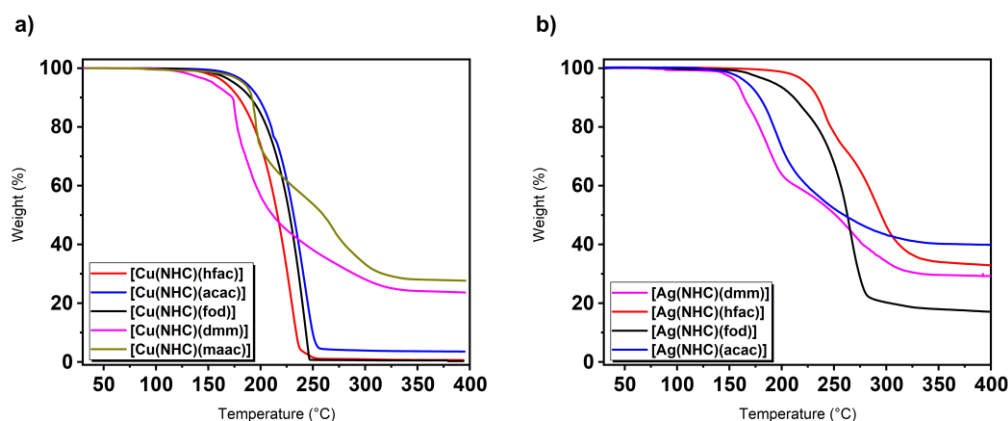 a)
Weight (%)
100
80
60
40
20
0
[Cu(NHC)(hfac)]
[Cu(NHC)(acac)]
[Cu(NHC)(fod)]
[Cu(NHC)(dmm)]
[Cu(NHC)(maac)]
50 100 150 200 250 300 350 400
Temperature (°C)
b)
Weight (%)
100
80
60
40
20
0
[Ag(NHC)(dmm)]
[Ag(NHC)(hfac)]
[Ag(NHC)(fod)]
[Ag(NHC)(acac)]
50 100 150 200 250 300 350 400
Temperature (°C)